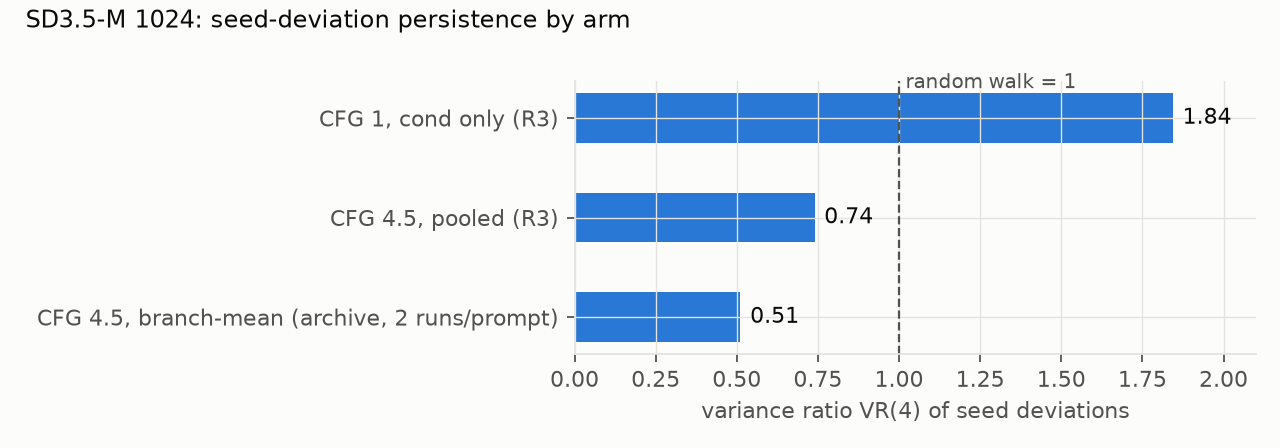 SD3.5-M 1024: seed-deviation persistence by arm
random walk = 1
CFG 1, cond only (R3)
1.84
CFG 4.5, pooled (R3)
0.74
CFG 4.5, branch-mean (archive, 2 runs/prompt)
0.51
0.00 0.25 0.50 0.75 1.00 1.25 1.50 1.75 2.00
variance ratio VR(4) of seed deviations